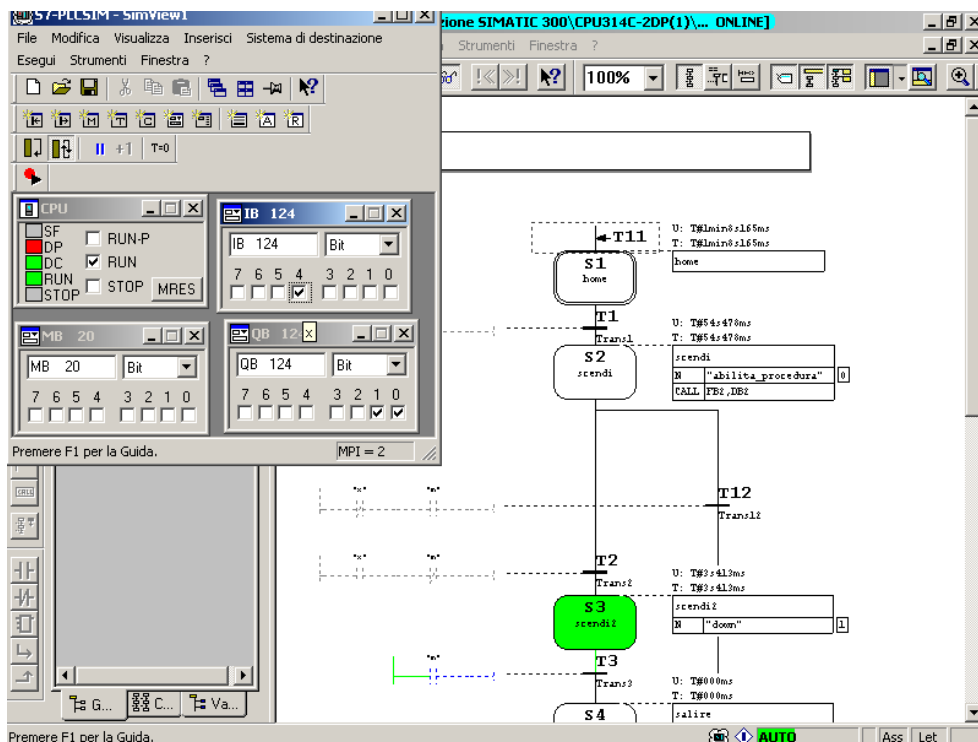 S7-PLCSIM - SimView1
File Modifica Visualizza Inserisci Sistema di destinazione
Esegui Strumenti Finestra ?
+1 T=0
CPU
SF
DP
DC
RUN
STOP
RUN-P
RUN
STOP
MRES
IB 124
IB 124 Bit
7 6 5 4 3 2 1 0
MB 20
MB 20 Bit
7 6 5 4 3 2 1 0
QB 12 x
QB 124 Bit
7 6 5 4 3 2 1 0
Premere F1 per la Guida. MPI = 2
zione SIMATIC 300\CPU314C-2DP(1)\... ONLINE]
Strumenti Finestra ?
100%
T11
S1
home
U: T#1min8s165ms
T: T#1min8s165ms
home
T1
Trans1
S2
scendi
U: T#54s478ms
T: T#54s478ms
scendi
N "abilita_procedura" 0
CALL FB2,DB2
T12
Trans12
T2
Trans2
S3
scendi2
U: T#3s413ms
T: T#3s413ms
scendi2
N "down" 1
T3
Trans3
S4
U: T#000ms
T: T#000ms
salire
CALL
G... C... Va...
Premere F1 per la Guida. AUTO Ass Let